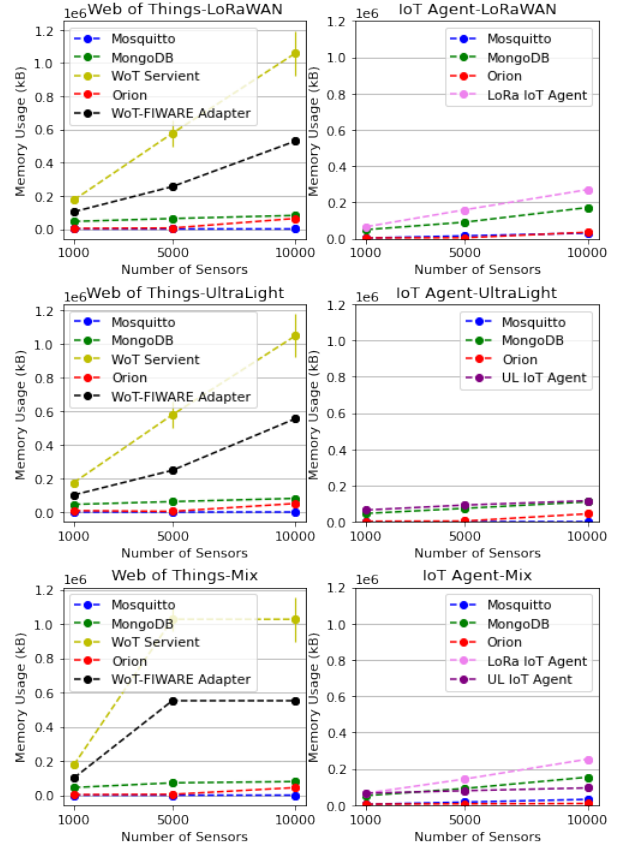 Web of Things-LoRaWAN
1e6
Memory Usage (kB)
1.2
1.0
0.8
0.6
0.4
0.2
0.0
Mosquitto
MongoDB
WoT Servient
Orion
WoT-FIWARE Adapter
1000
5000
10000
Number of Sensors
IoT Agent-LoRaWAN
1e6
Memory Usage (kB)
1.2
1.0
0.8
0.6
0.4
0.2
0.0
Mosquitto
MongoDB
Orion
LoRa IoT Agent
1000
5000
10000
Number of Sensors
Web of Things-UltraLight
1e6
Memory Usage (kB)
1.2
1.0
0.8
0.6
0.4
0.2
0.0
Mosquitto
MongoDB
WoT Servient
Orion
WoT-FIWARE Adapter
1000
5000
10000
Number of Sensors
IoT Agent-UltraLight
1e6
Memory Usage (kB)
1.2
1.0
0.8
0.6
0.4
0.2
0.0
Mosquitto
MongoDB
Orion
UL IoT Agent
1000
5000
10000
Number of Sensors
Web of Things-Mix
1e6
Memory Usage (kB)
1.2
1.0
0.8
0.6
0.4
0.2
0.0
Mosquitto
MongoDB
WoT Servient
Orion
WoT-FIWARE Adapter
1000
5000
10000
Number of Sensors
IoT Agent-Mix
1e6
Memory Usage (kB)
1.2
1.0
0.8
0.6
0.4
0.2
0.0
Mosquitto
MongoDB
Orion
LoRa IoT Agent
UL IoT Agent
1000
5000
10000
Number of Sensors